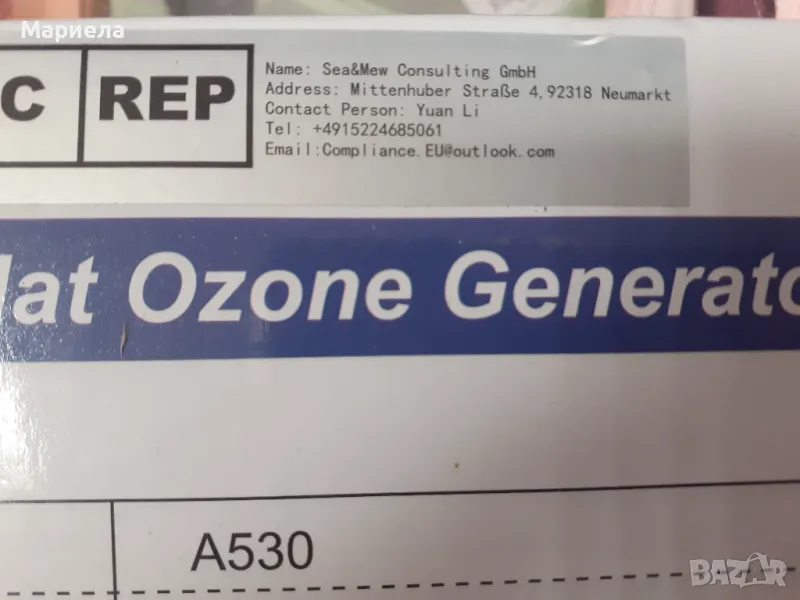 Мариела
C REP
Name: Sea&Mew Consulting GmbH
Address: Mittenhuber Straße 4,92318 Neumarkt
Contact Person: Yuan Li
Tel: +4915224685061
Email:Compliance.EU@outlook.com
lat Ozone Generato
A530
BAZAR